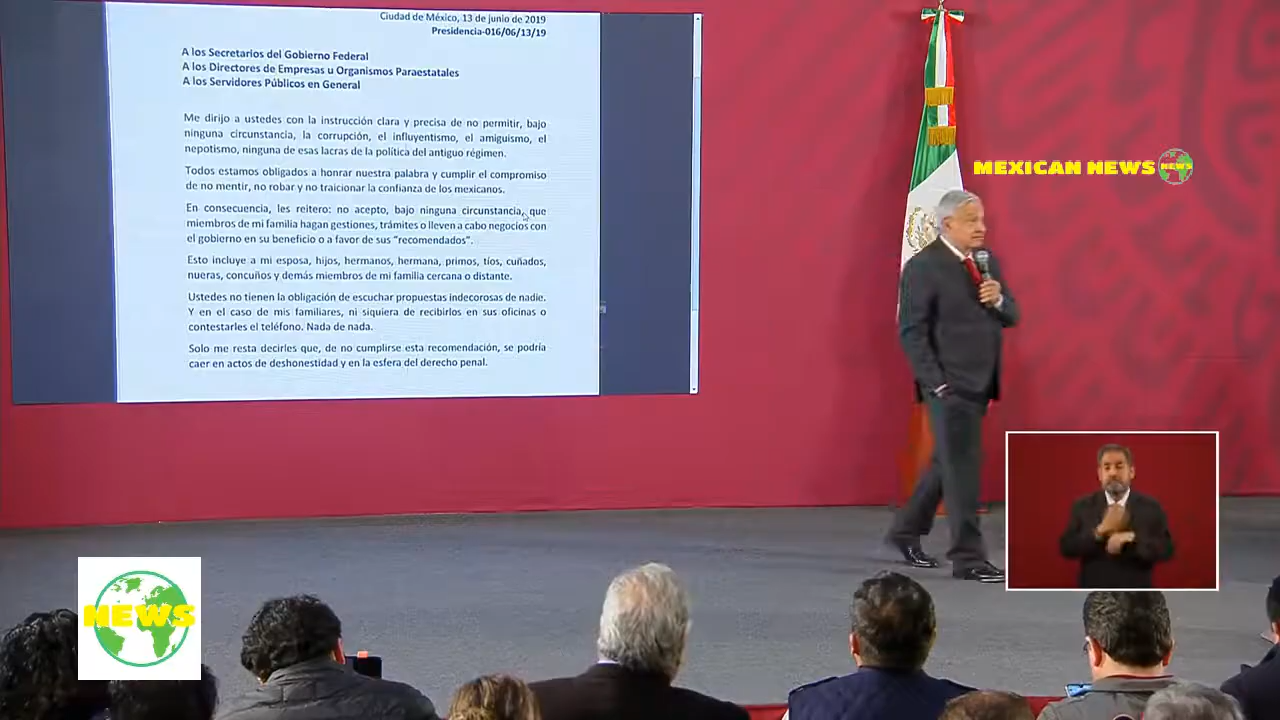 Ciudad de México, 13 de junio de 2019
Presidencia-016/06/13/19
A los Secretarios del Gobierno Federal
A los Directores de Empresas u Organismos Paraestatales
A los Servidores Públicos en General
Me dirijo a ustedes con la instrucción clara y precisa de no permitir, bajo
ninguna circunstancia, la corrupción, el influyentismo, el amiguismo, el
nepotismo, ninguna de esas lacras de la política del antiguo régimen.
Todos estamos obligados a honrar nuestra palabra y cumplir el compromiso
de no mentir, no robar y no traicionar la confianza de los mexicanos.
En consecuencia, les reitero: no acepto, bajo ninguna circunstancia, que
miembros de mi familia hagan gestiones, trámites o lleven a cabo negocios con
el gobierno en su beneficio o a favor de sus “recomendados”.
Esto incluye a mi esposa, hijos, hermanos, hermana, primos, tíos, cuñados,
nueras, concuños y demás miembros de mi familia cercana o distante.
Ustedes no tienen la obligación de escuchar propuestas indecorosas de nadie.
Y en el caso de mis familiares, ni siquiera de recibirlos en sus oficinas o
contestarles el teléfono. Nada de nada.
Solo me resta decirles que, de no cumplirse esta recomendación, se podría
caer en actos de deshonestidad y en la esfera del derecho penal.
MEXICAN NEWS
NEWS
NEWS